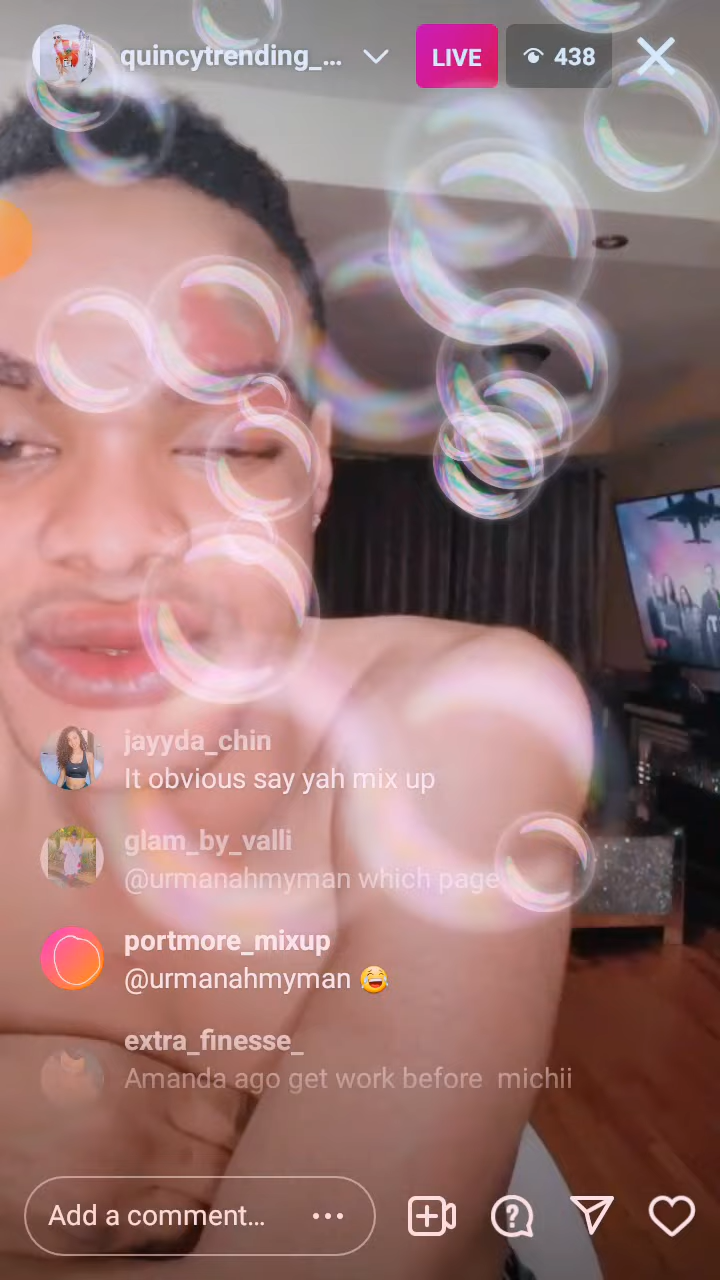 quincytrending_...
LIVE
438
jayyda_chin
It obvious say yah mix up
glam_by_valli
@urmanahmyman which page
portmore_mixup
@urmanahmyman 😂
extra_finesse_
Amanda ago get work before michii
Add a comment...